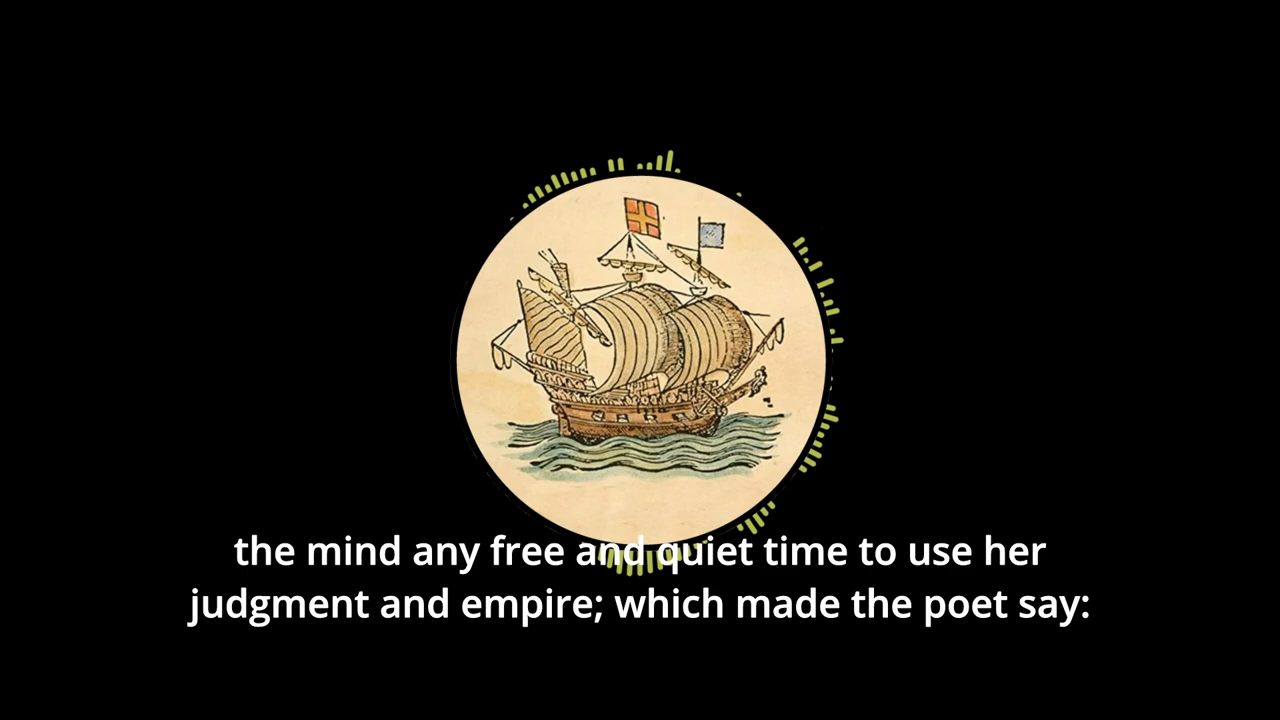 the mind any free and quiet time to use her
judgment and empire; which made the poet say: